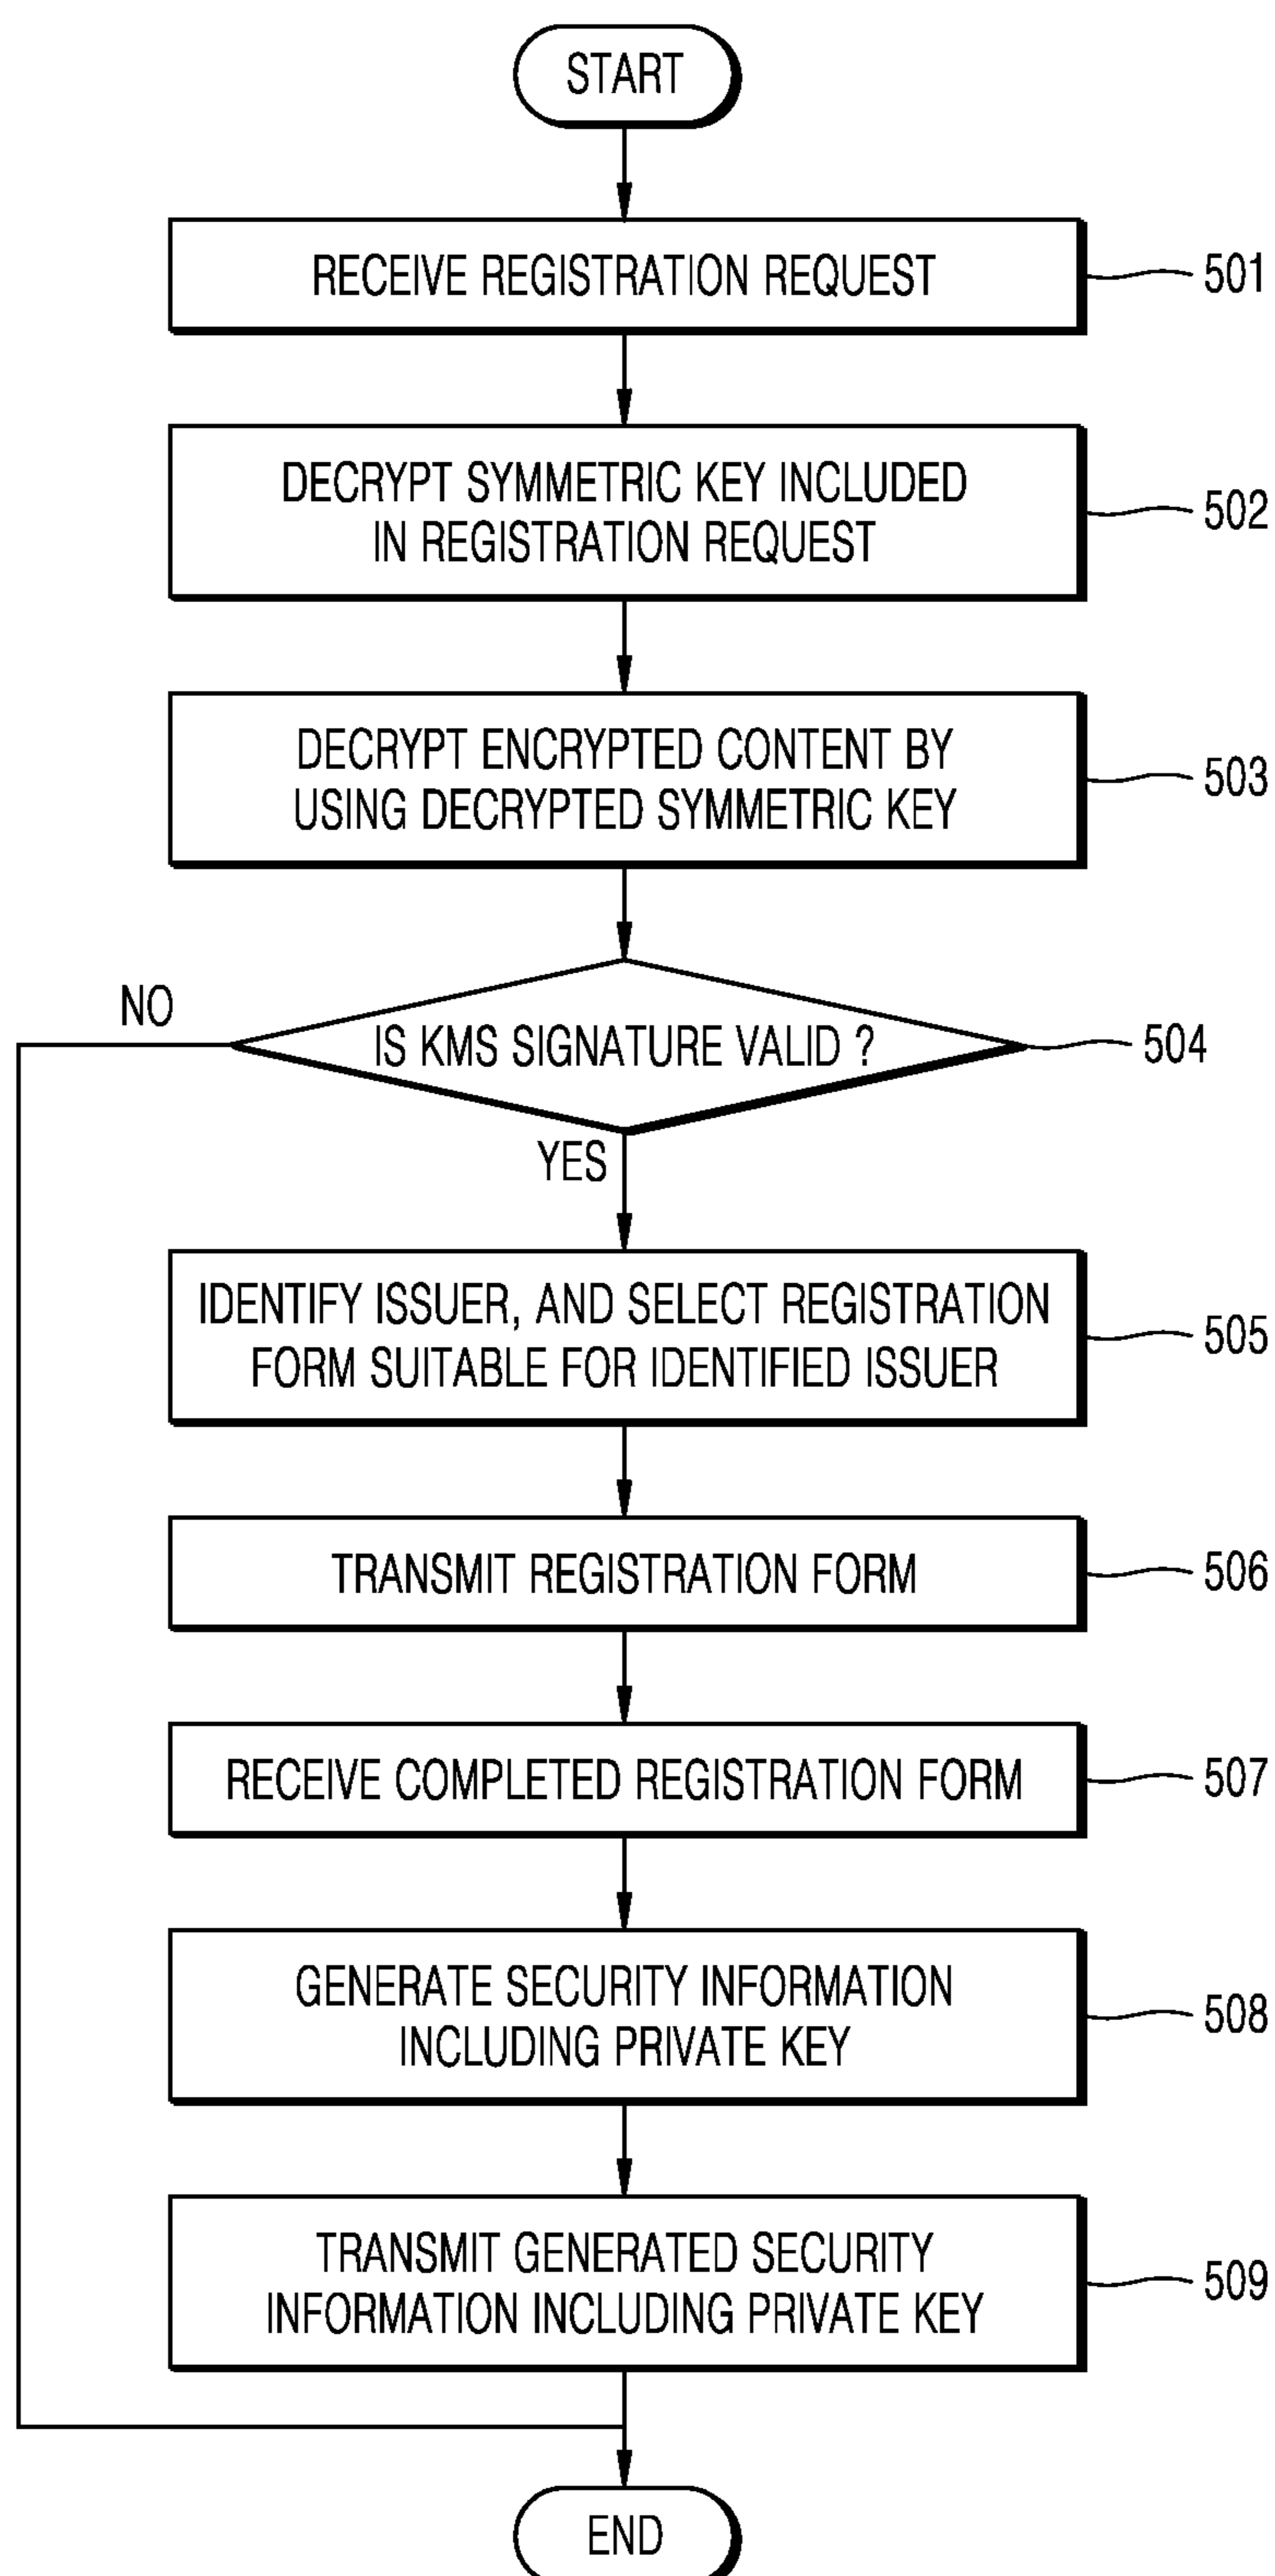 START
RECEIVE REGISTRATION REQUEST
501
DECRYPT SYMMETRIC KEY INCLUDED
IN REGISTRATION REQUEST
502
DECRYPT ENCRYPTED CONTENT BY
USING DECRYPTED SYMMETRIC KEY
503
NO
IS KMS SIGNATURE VALID ?
504
YES
IDENTIFY ISSUER, AND SELECT REGISTRATION
FORM SUITABLE FOR IDENTIFIED ISSUER
505
TRANSMIT REGISTRATION FORM
506
RECEIVE COMPLETED REGISTRATION FORM
507
GENERATE SECURITY INFORMATION
INCLUDING PRIVATE KEY
508
TRANSMIT GENERATED SECURITY
INFORMATION INCLUDING PRIVATE KEY
509
END